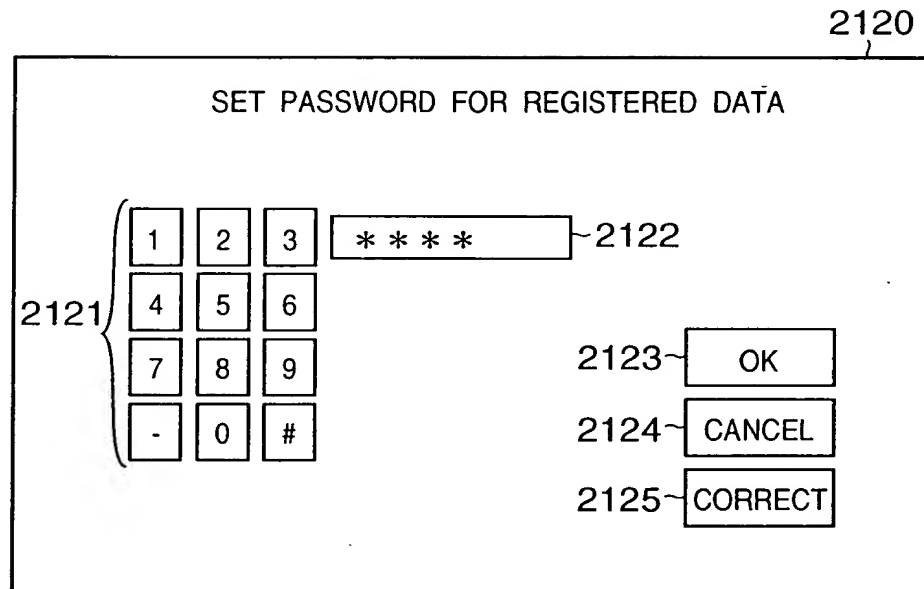 2120
SET PASSWORD FOR REGISTERED DATA
1 2 3 **** 2122
2121 4 5 6
7 8 9 2123 OK
- 0 # 2124 CANCEL
2125 CORRECT